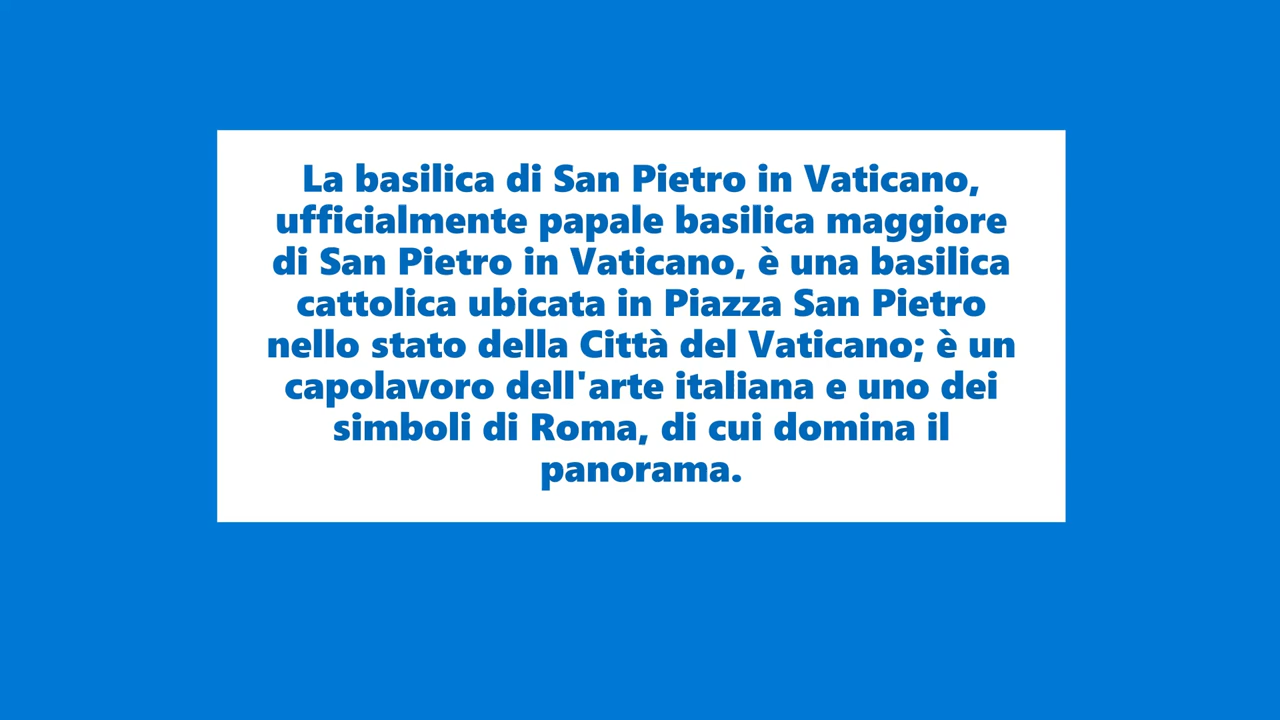 La basilica di San Pietro in Vaticano,
ufficialmente papale basilica maggiore
di San Pietro in Vaticano, è una basilica
cattolica ubicata in Piazza San Pietro
nello stato della Città del Vaticano; è un
capolavoro dell'arte italiana e uno dei
simboli di Roma, di cui domina il
panorama.